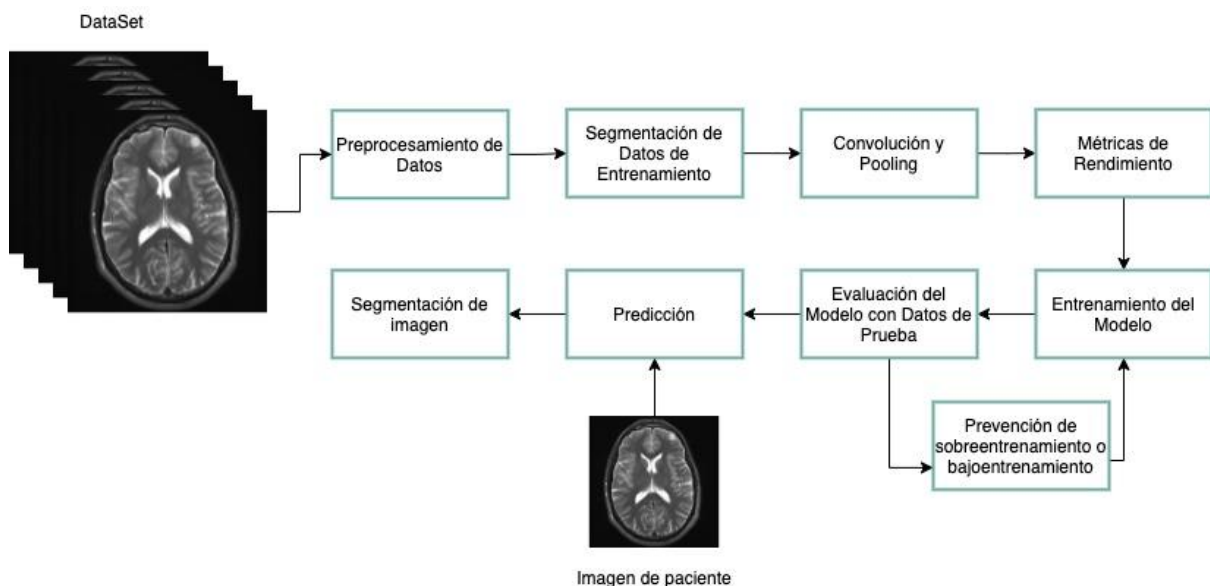 DataSet
Preprocesamiento de
Datos
Segmentación de
Datos de
Entrenamiento
Convolución y
Pooling
Métricas de
Rendimiento
Segmentación de
imagen
Predicción
Evaluación del
Modelo con Datos de
Prueba
Entrenamiento del
Modelo
Prevención de
sobreentrenamiento o
bajoentrenamiento
Imagen de paciente